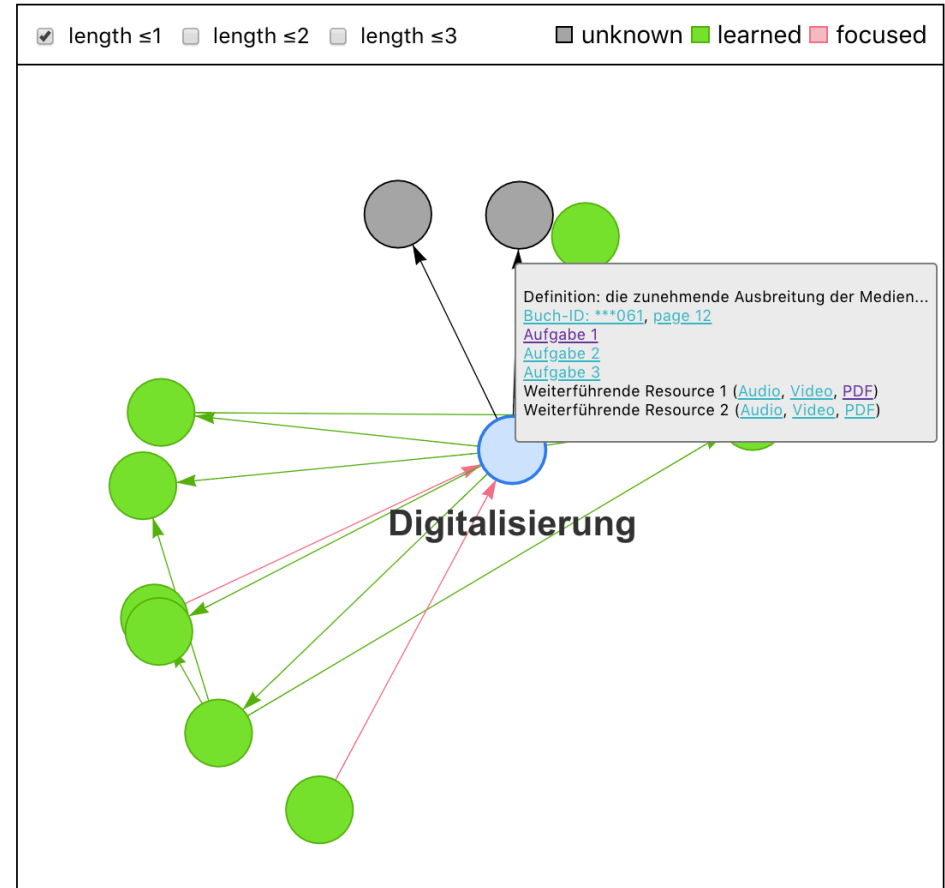 length ≤1 length ≤2 length ≤3 unknown learned focused
Definition: die zunehmende Ausbreitung der Medien...
Buch-ID: ***061, page 12
Aufgabe 1
Aufgabe 2
Aufgabe 3
Weiterführende Resource 1 (Audio, Video, PDF)
Weiterführende Resource 2 (Audio, Video, PDF)
Digitalisierung